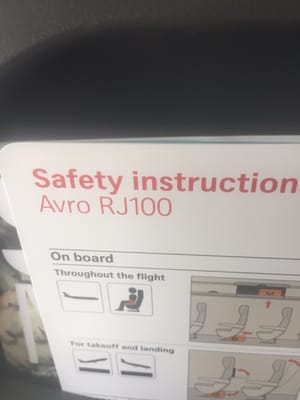 Safety instruction
Avro RJ100
On board
Throughout the flight
For takeoff and landing